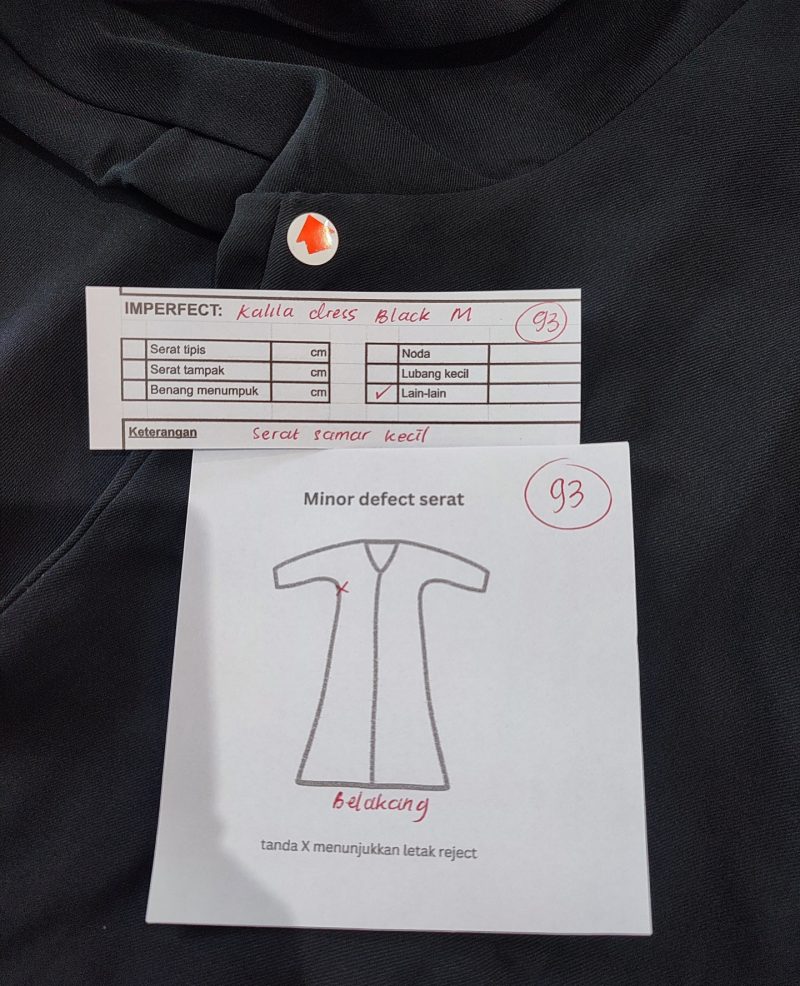 IMPERFECT: Kalila dress Black M 93
Serat tipis cm Noda
Serat tampak cm Lubang kecil
Benang menumpuk cm ✓ Lain-lain
Keterangan serat samar kecil
93
Minor defect serat
X
Belakang
tanda X menunjukkan letak reject